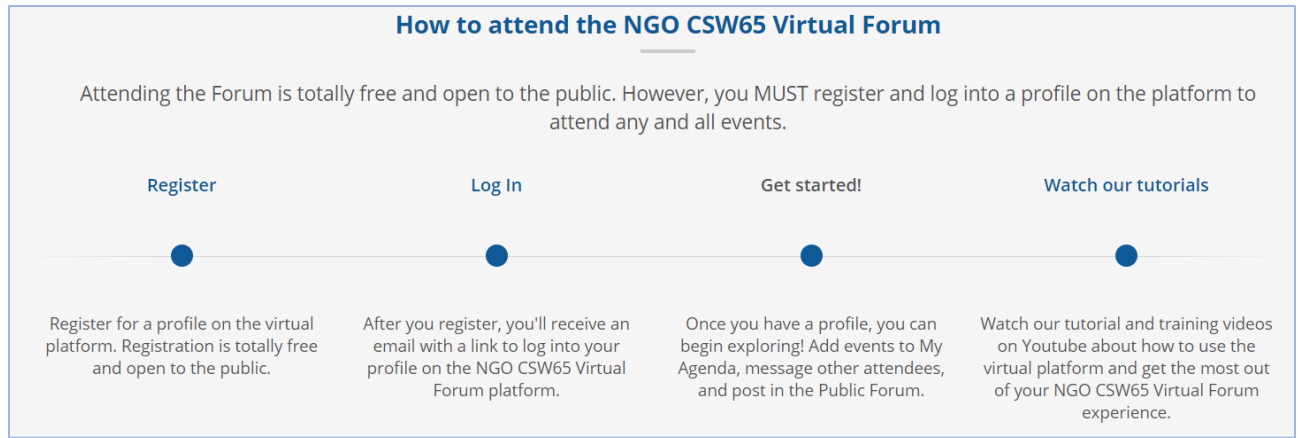 How to attend the NGO CSW65 Virtual Forum
Attending the Forum is totally free and open to the public. However, you MUST register and log into a profile on the platform to
attend any and all events.
Register
Log In
Get started!
Watch our tutorials
Register for a profile on the virtual
platform. Registration is totally free
and open to the public.
After you register, you'll receive an
email with a link to log into your
profile on the NGO CSW65 Virtual
Forum platform.
Once you have a profile, you can
begin exploring! Add events to My
Agenda, message other attendees,
and post in the Public Forum.
Watch our tutorial and training videos
on Youtube about how to use the
virtual platform and get the most out
of your NGO CSW65 Virtual Forum
experience.